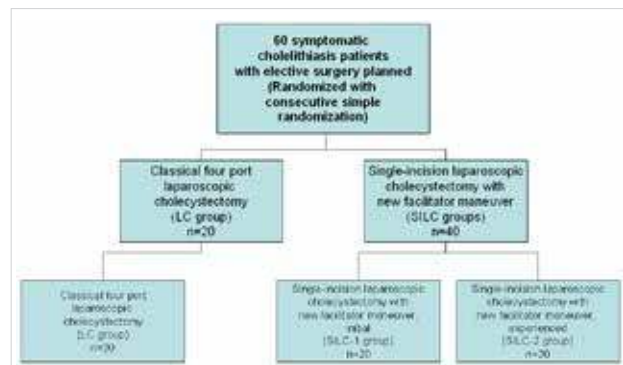 60 symptomatic
cholelithiasis patients
with elective surgery planned
(Randomized with
consecutive simple
randomization)
Classical four port
laparoscopic
cholecystectomy
(LC group)
n=20
Single-incision laparoscopic
cholecystectomy with
new facilitator maneuver
(SILC groups)
n=40
Classical four port
laparoscopic
cholecystectomy
(LC group)
n=20
Single-incision laparoscopic
cholecystectomy with
new facilitator maneuver
(SILC-1 group)
n=20
Single-incision laparoscopic
cholecystectomy with
new facilitator maneuver,
experienced
(SILC-2 group)
n=20